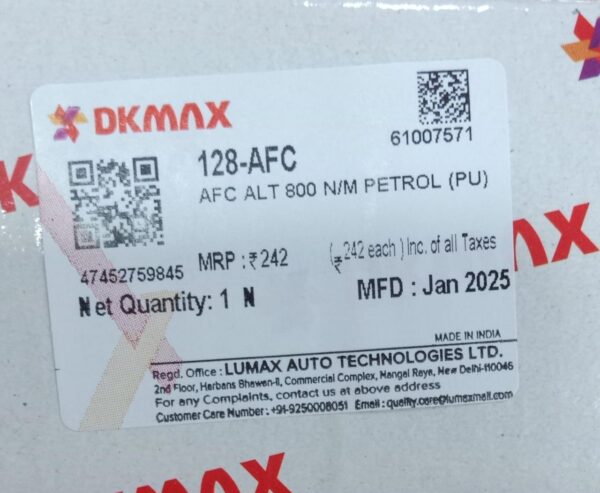 DKMAX
61007571
128-AFC
AFC ALT 800 N/M PETROL (PU)
47452759845
MRP : ₹242 (₹242 each) Inc. of all Taxes
Net Quantity: 1 N
MFD : Jan 2025
MADE IN INDIA
Regd. Office : LUMAX AUTO TECHNOLOGIES LTD.
2nd Floor, Harbans Bhawan-II, Commercial Complex, Nangal Raya, New Delhi-110046
For any Complaints, contact us at above address
Customer Care Number : +91-9250008051 Email : quality.care@lumaxmail.com